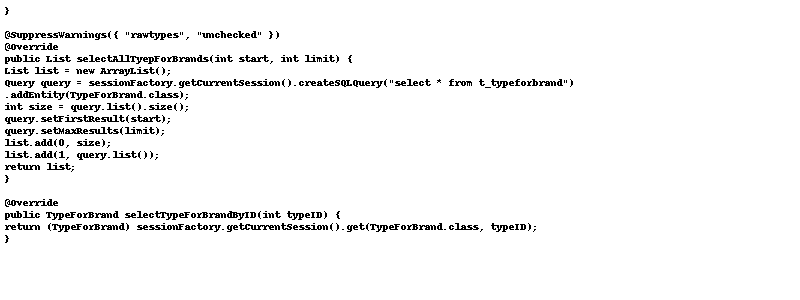 }
@SuppressWarnings({ "rawtypes", "unchecked" })
@Override
public List selectAllTyepForBrands(int start, int limit) {
List list = new ArrayList();
Query query = sessionFactory.getCurrentSession().createSQLQuery("select * from t_typeforbrand")
.addEntity(TypeForBrand.class);
int size = query.list().size();
query.setFirstResult(start);
query.setMaxResults(limit);
list.add(0, size);
list.add(1, query.list());
return list;
}
@Override
public TypeForBrand selectTypeForBrandByID(int typeID) {
return (TypeForBrand) sessionFactory.getCurrentSession().get(TypeForBrand.class, typeID);
}